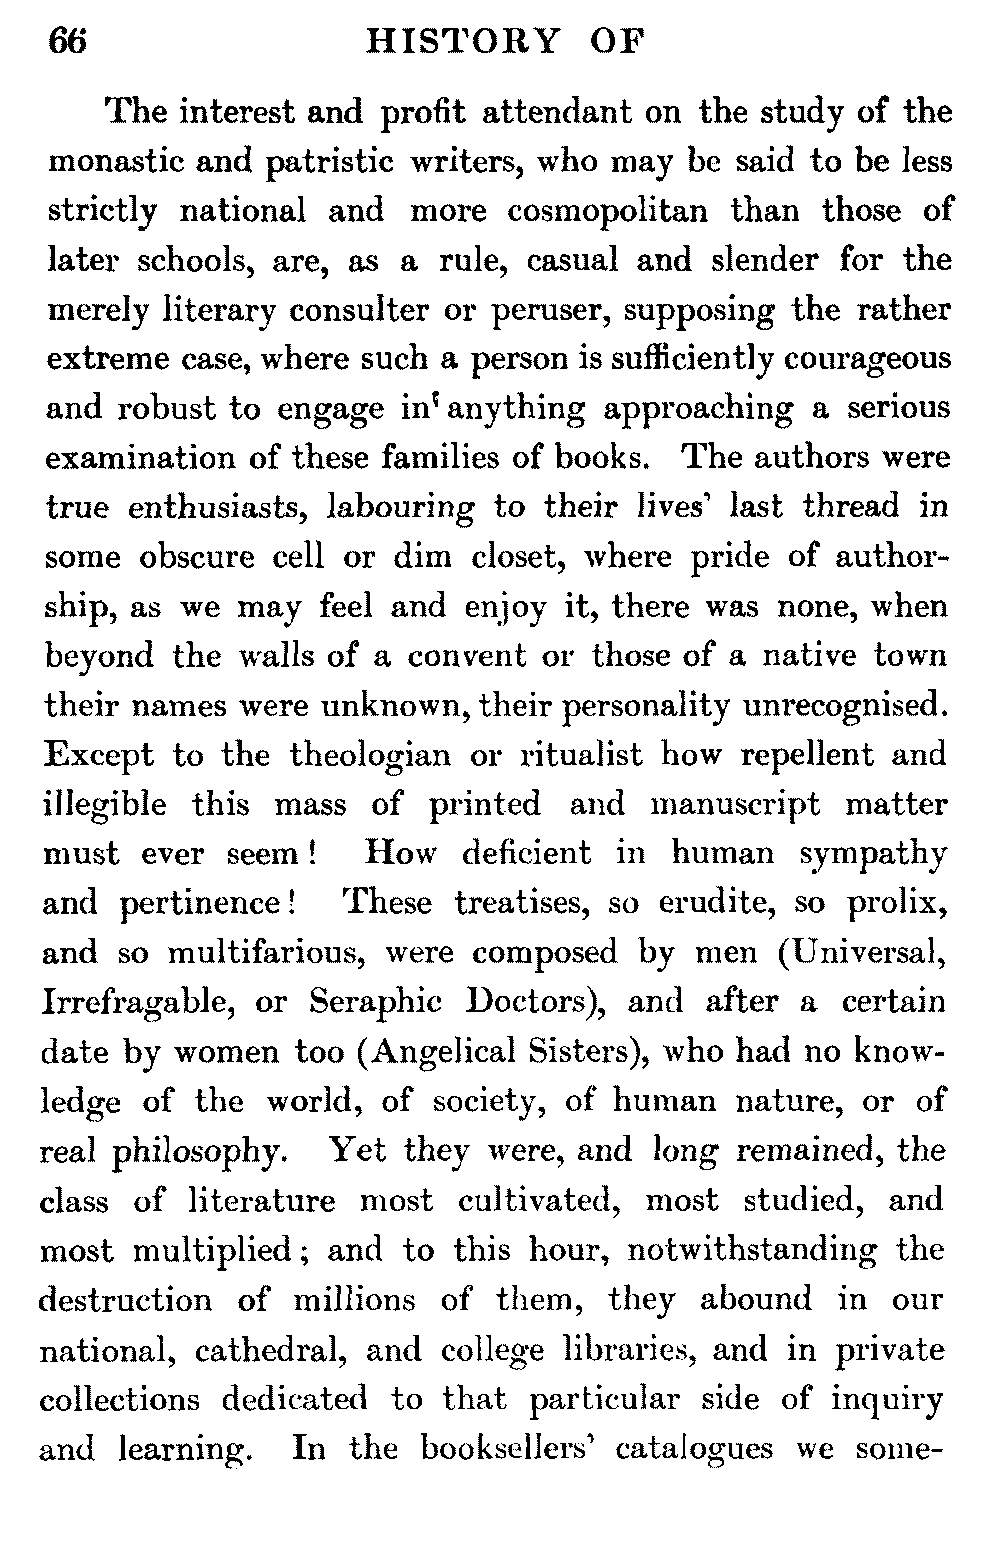 66 HISTORY OF
The interest and profit attendant on the study of the
monastic and patristic writers, who may be said to be less
strictly national and more cosmopolitan than those of
later schools, are, as a rule, casual and slender for the
merely literary consulter or peruser, supposing the rather
extreme case, where such a person is sufficiently courageous
and robust to engage in anything approaching a serious
examination of these families of books. The authors were
true enthusiasts, labouring to their lives' last thread in
some obscure cell or dim closet, where pride of author-
ship, as we may feel and enjoy it, there was none, when
beyond the walls of a convent or those of a native town
their names were unknown, their personality unrecognised.
Except to the theologian or ritualist how repellent and
illegible this mass of printed and manuscript matter
must ever seem! How deficient in human sympathy
and pertinence! These treatises, so erudite, so prolix,
and so multifarious, were composed by men (Universal,
Irrefragable, or Seraphic Doctors), and after a certain
date by women too (Angelical Sisters), who had no know-
ledge of the world, of society, of human nature, or of
real philosophy. Yet they were, and long remained, the
class of literature most cultivated, most studied, and
most multiplied; and to this hour, notwithstanding the
destruction of millions of them, they abound in our
national, cathedral, and college libraries, and in private
collections dedicated to that particular side of inquiry
and learning. In the booksellers' catalogues we some-